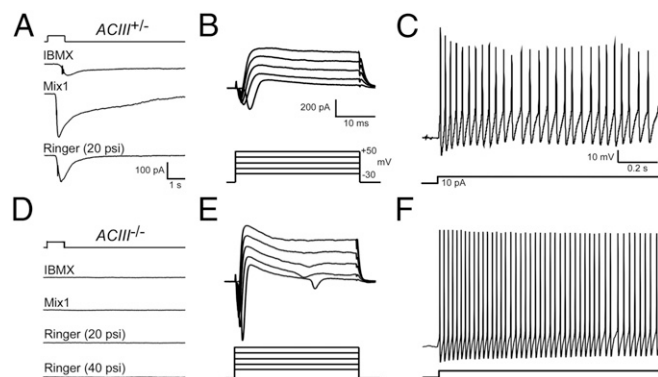 A
ACIII+/-
IBMX
Mix1
Ringer (20 psi)
100 pA
1 s
B
200 pA
10 ms
+50
mV
-30
C
10 mV
0.2 s
10 pA
D
ACIII-/-
IBMX
Mix1
Ringer (20 psi)
Ringer (40 psi)
E
F